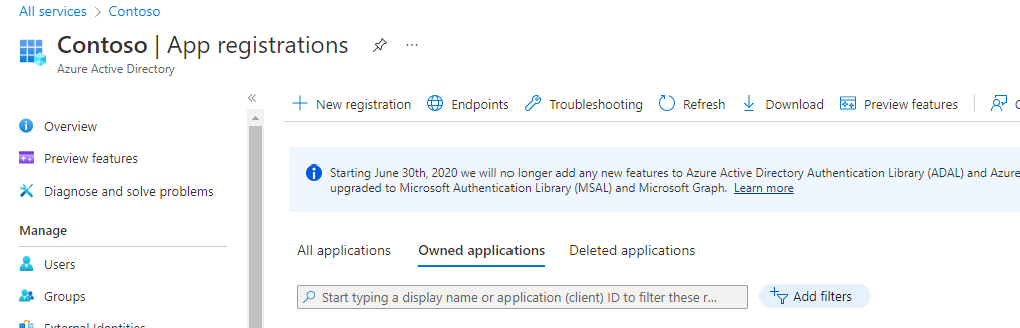 All services > Contoso
Contoso | App registrations
Azure Active Directory
New registration Endpoints Troubleshooting Refresh Download Preview features
Overview
Preview features
Diagnose and solve problems
Manage
Users
Groups
External Identities
Starting June 30th, 2020 we will no longer add any new features to Azure Active Directory Authentication Library (ADAL) and Azure
upgraded to Microsoft Authentication Library (MSAL) and Microsoft Graph. Learn more
All applications Owned applications Deleted applications
Start typing a display name or application (client) ID to filter these r... Add filters